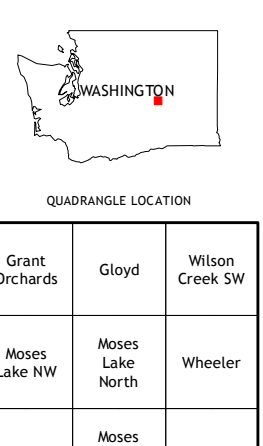 WASHINGTON
QUADRANGLE LOCATION
Grant
Orchards
Gloyd
Wilson
Creek SW
Moses
Lake NW
Moses
Lake
North
Wheeler
Moses